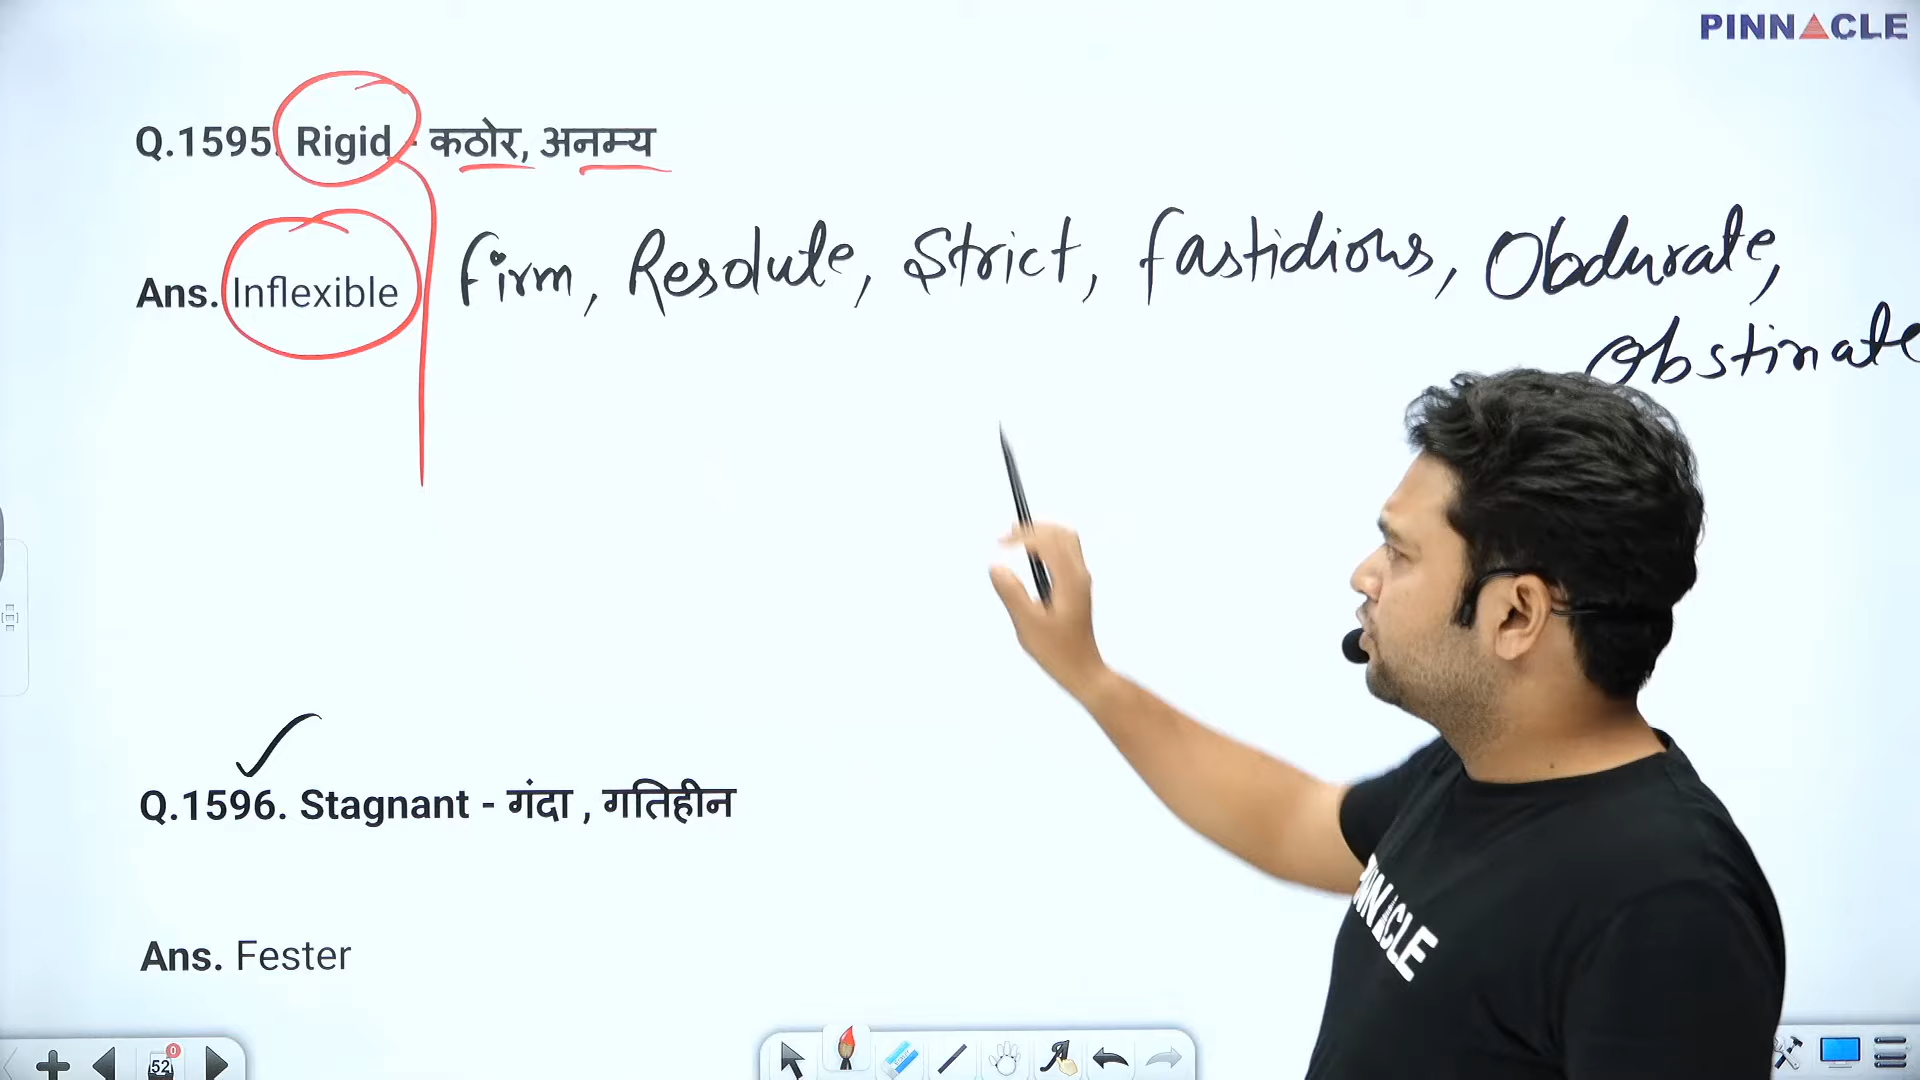 PINNACLE
Q.1595. Rigid - कठोर, अनम्य
Ans. Inflexible
firm, Resolute, Strict, fastidious, Obdurate,
Obstinate
Q.1596. Stagnant - गंदा , गतिहीन
Ans. Fester
PINNACLE
52
0